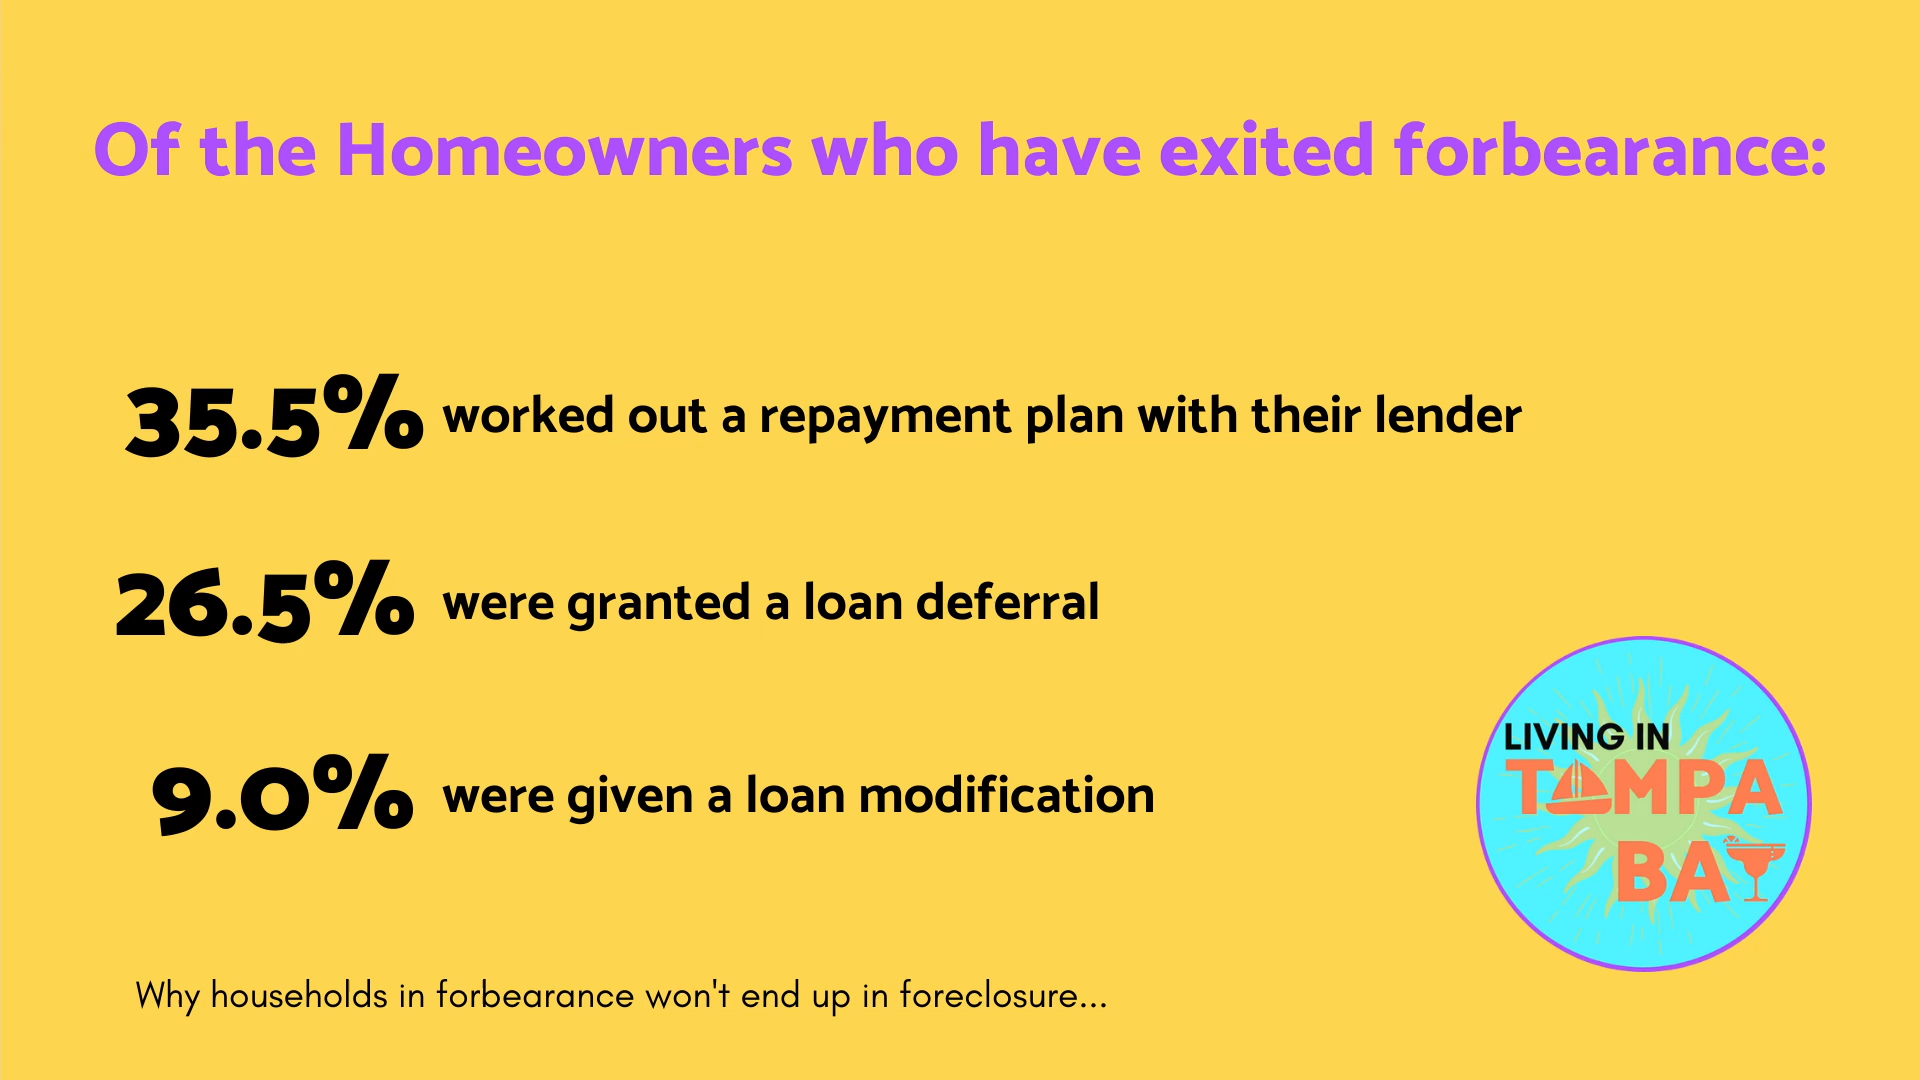 Of the Homeowners who have exited forbearance:
35.5% worked out a repayment plan with their lender
26.5% were granted a loan deferral
9.0% were given a loan modification
LIVING IN
TAMPA
BAY
Why households in forbearance won't end up in foreclosure...